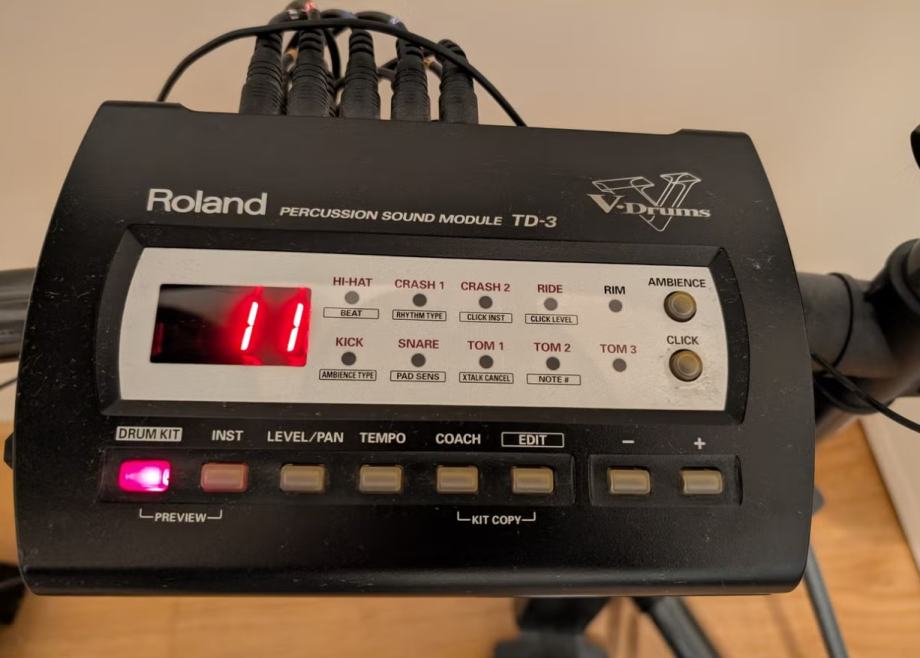 Roland PERCUSSION SOUND MODULE TD-3 V-Drums
HI-HAT CRASH 1 CRASH 2 RIDE RIM AMBIENCE
BEAT RHYTHM TYPE CLICK INST CLICK LEVEL
11
KICK SNARE TOM 1 TOM 2 TOM 3 CLICK
AMBIENCE TYPE PAD SENS XTALK CANCEL NOTE #
DRUM KIT INST LEVEL/PAN TEMPO COACH EDIT − +
PREVIEW KIT COPY